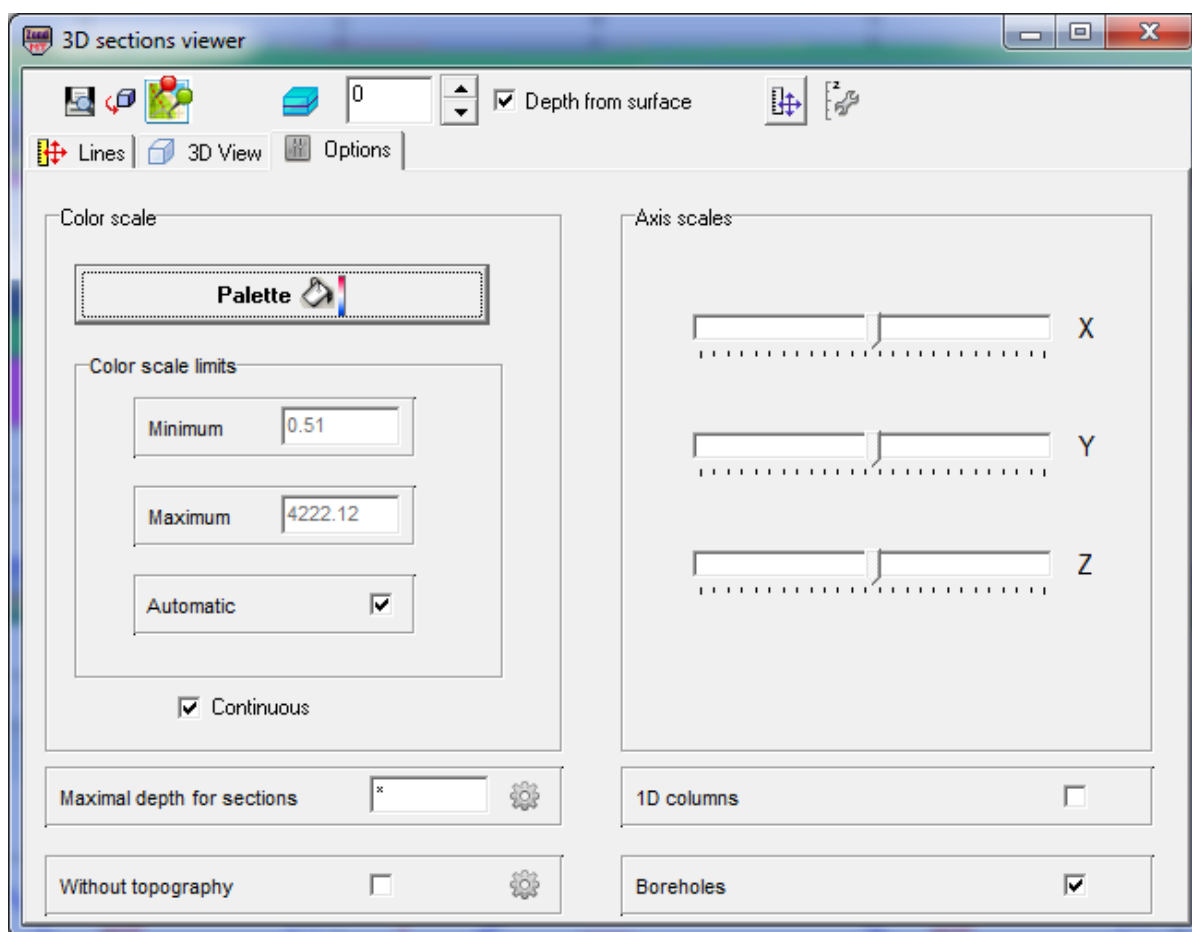 3D sections viewer
0
Depth from surface
Lines
3D View
Options
Color scale
Palette
Color scale limits
Minimum
0.51
Maximum
4222.12
Automatic
Continuous
Axis scales
X
Y
Z
Maximal depth for sections
*
1D columns
Without topography
Boreholes